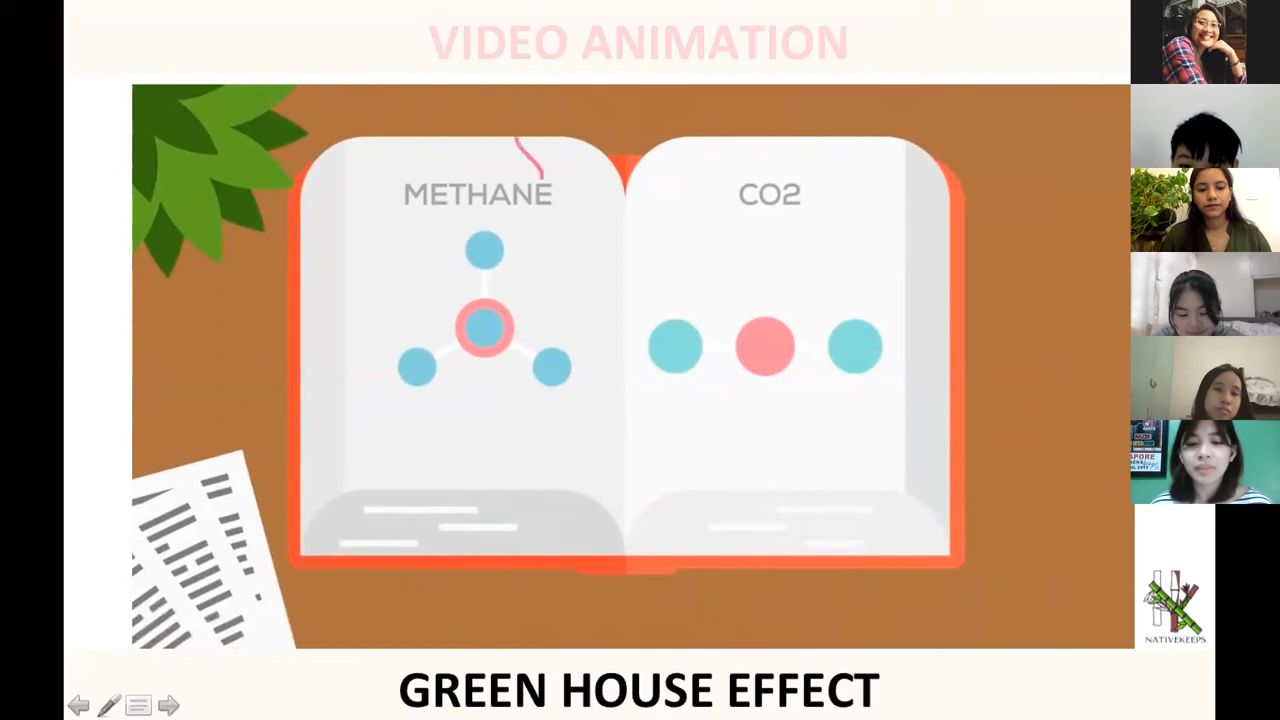 VIDEO ANIMATION
METHANE
CO2
NATIVEKEEPS
GREEN HOUSE EFFECT